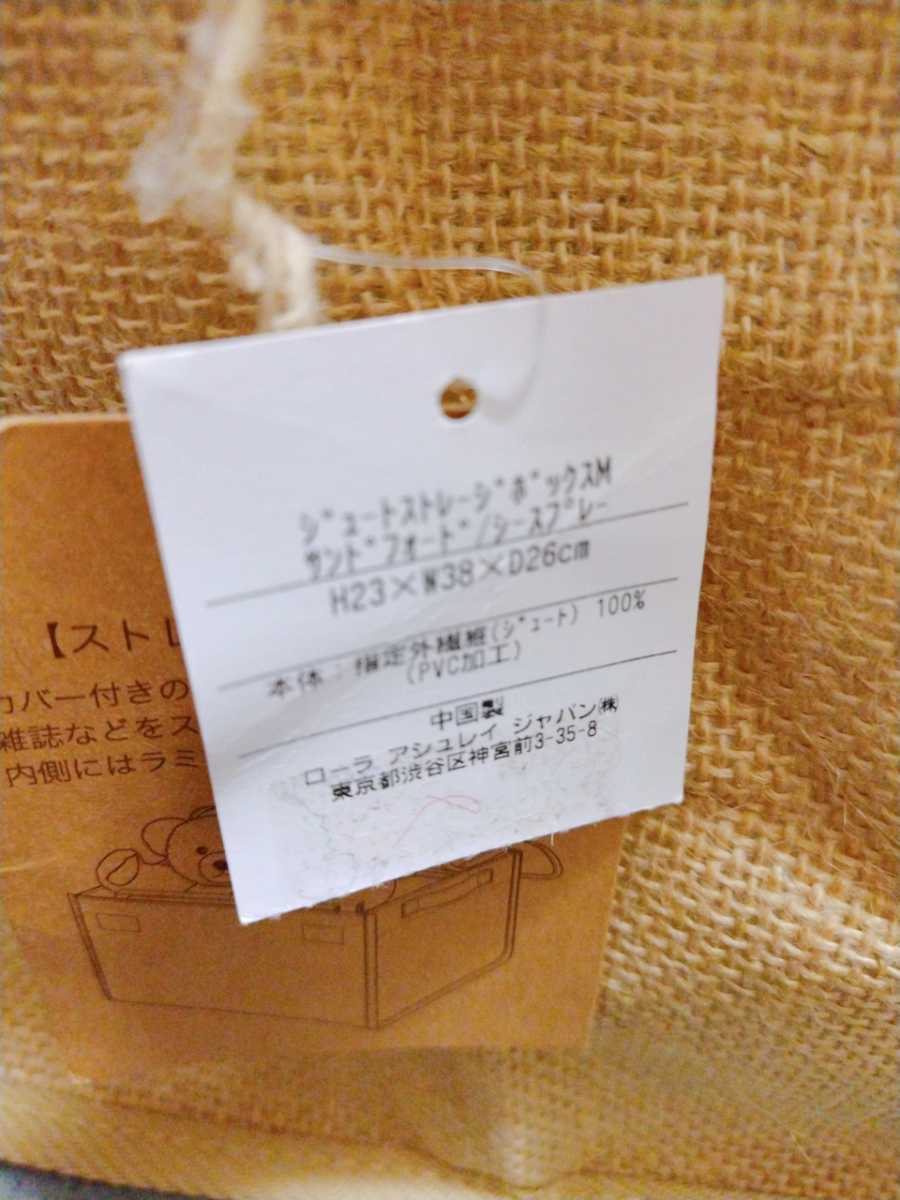 ｼﾞｭｰﾄｽﾄﾚｰｼﾞﾎﾞｯｸｽM
ｻﾝﾄﾞﾌｫｰﾄﾞ/ｼｰｽﾌﾟﾚｰ
H23×W38×D26cm
本体：指定外繊維(ｼﾞｭｰﾄ) 100%
(PVC加工)
中国製
ローラ アシュレイ ジャパン㈱
東京都渋谷区神宮前3-35-8
【スト
カバー付きの
雑誌などをス
内側にはラミ